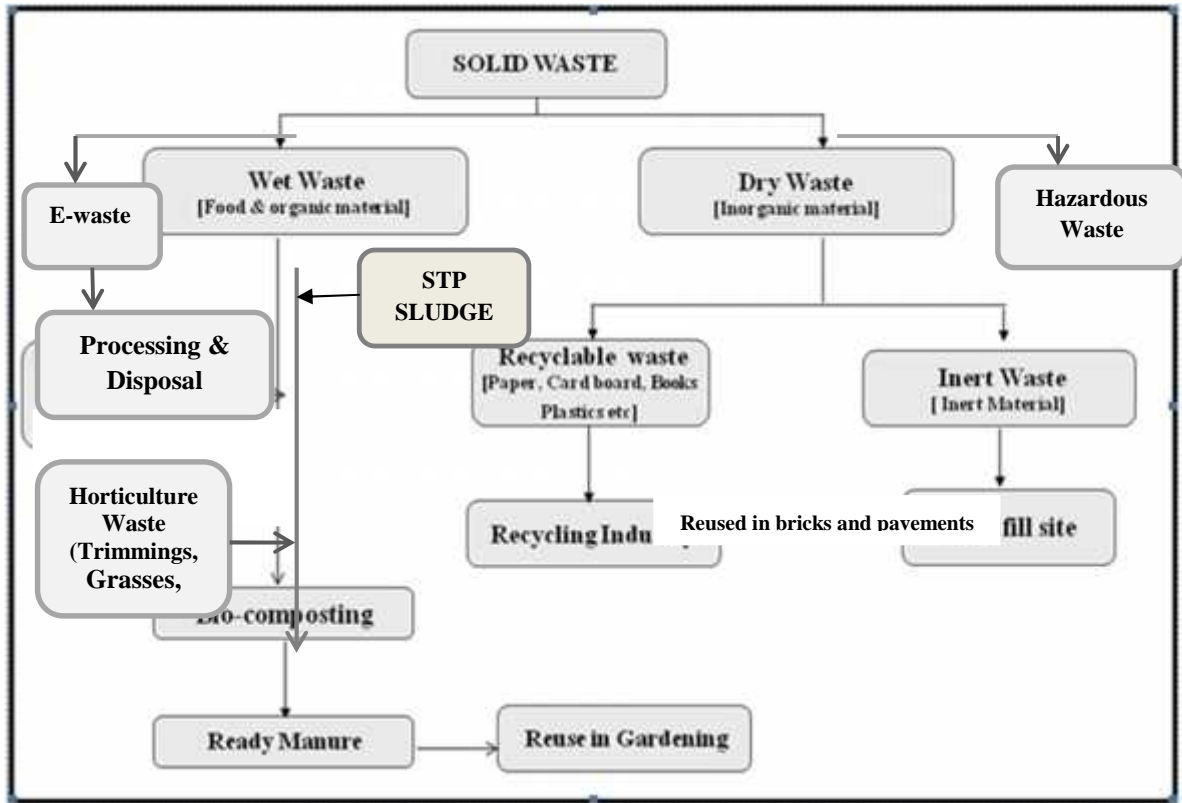 SOLID WASTE
Wet Waste
[Food & organic material]
Dry Waste
[Inorganic material]
E-waste
Hazardous
Waste
STP
SLUDGE
Processing &
Disposal
Recyclable waste
[Paper, Card board, Books
Plastics etc]
Inert Waste
[ Inert Material]
Horticulture
Waste
(Trimmings,
Grasses,
Recycling
Reused in bricks and pavements
fill site
composting
Ready Manure
Reuse in Gardening